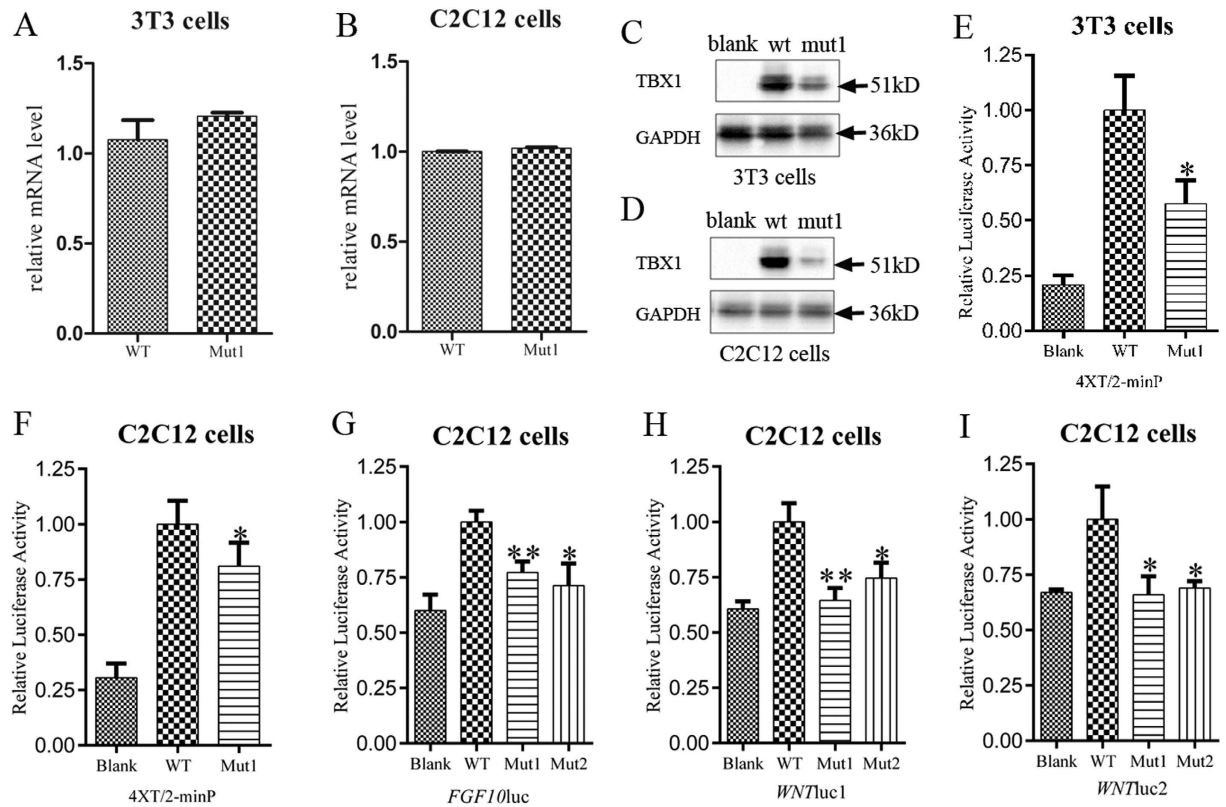 A
3T3 cells
relative mRNA level
1.5
1.0
0.5
0.0
WT Mut1
B
C2C12 cells
relative mRNA level
1.5
1.0
0.5
0.0
WT Mut1
C
blank wt mut1
TBX1 51kD
GAPDH 36kD
3T3 cells
D
blank wt mut1
TBX1 51kD
GAPDH 36kD
C2C12 cells
E
3T3 cells
Relative Luciferase Activity
1.25
1.00
0.75
0.50
0.25
0.00
*
Blank WT Mut1
4XT/2-minP
F
C2C12 cells
Relative Luciferase Activity
1.25
1.00
0.75
0.50
0.25
0.00
*
Blank WT Mut1
4XT/2-minP
G
C2C12 cells
Relative Luciferase Activity
1.25
1.00
0.75
0.50
0.25
0.00
** *
Blank WT Mut1 Mut2
FGF10luc
H
C2C12 cells
Relative Luciferase Activity
1.25
1.00
0.75
0.50
0.25
0.00
** *
Blank WT Mut1 Mut2
WNTluc1
I
C2C12 cells
Relative Luciferase Activity
1.25
1.00
0.75
0.50
0.25
0.00
* *
Blank WT Mut1 Mut2
WNTluc2